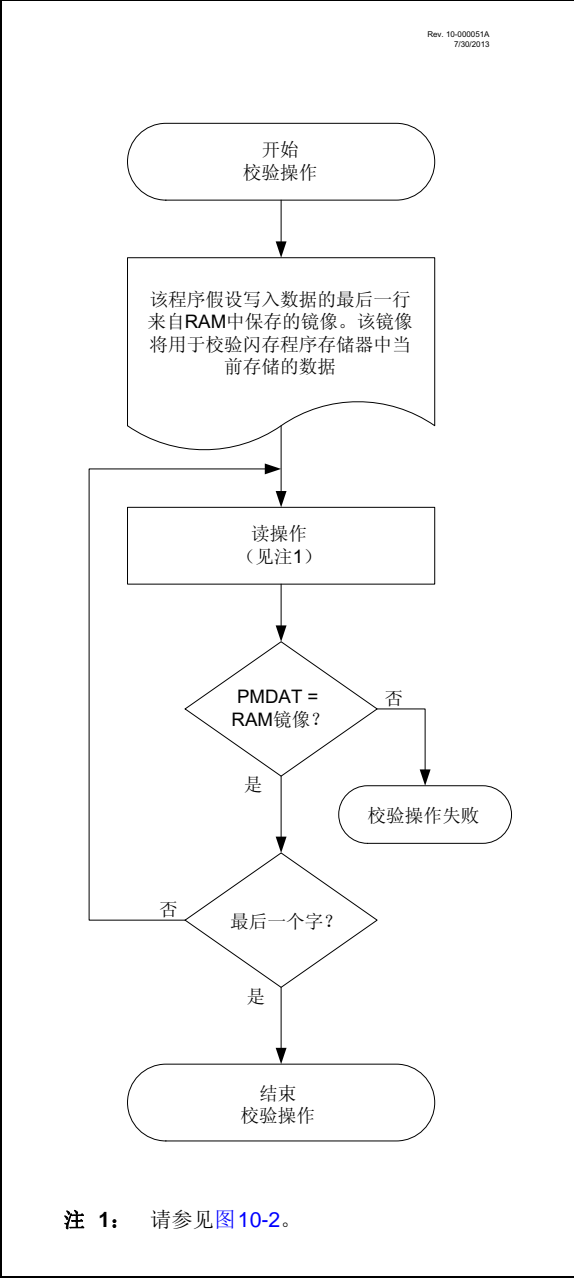 Rev. 10-000051A
7/30/2013
开始
校验操作
该程序假设写入数据的最后一行
来自RAM中保存的镜像。该镜像
将用于校验闪存程序存储器中当
前存储的数据
读操作
（见注1）
PMDAT =
RAM镜像？
否
是
校验操作失败
否
最后一个字？
是
结束
校验操作
注 1： 请参见图10-2。